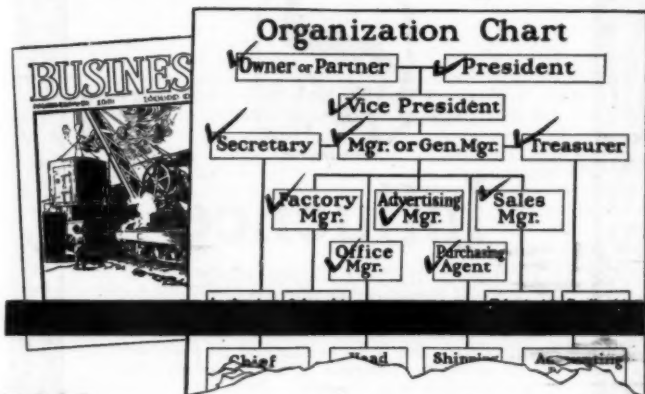 Organization Chart
BUSINES
Owner or Partner
President
Vice President
Secretary
Mgr. or Gen. Mgr.
Treasurer
Factory
Mgr.
Advertising
Mgr.
Sales
Mgr.
Office
Mgr.
Purchasing
Agent
Chief
Head
Shipping
Accounting